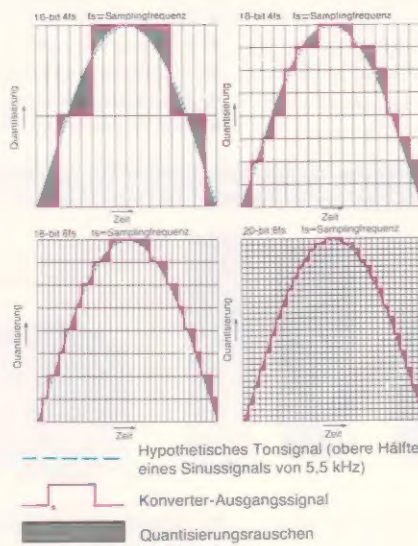 16-bit 4fs fs=Samplingfrequenz
Quantisierung
Zeit
18-bit 4fs fs=Samplingfrequenz
Quantisierung
Zeit
18-bit 8fs fs=Samplingfrequenz
Quantisierung
Zeit
20-bit 8fs fs=Samplingfrequenz
Quantisierung
Zeit
Hypothetisches Tonsignal (obere Hälfte
eines Sinussignals von 5,5 kHz)
Konverter-Ausgangssignal
Quantisierungsrauschen